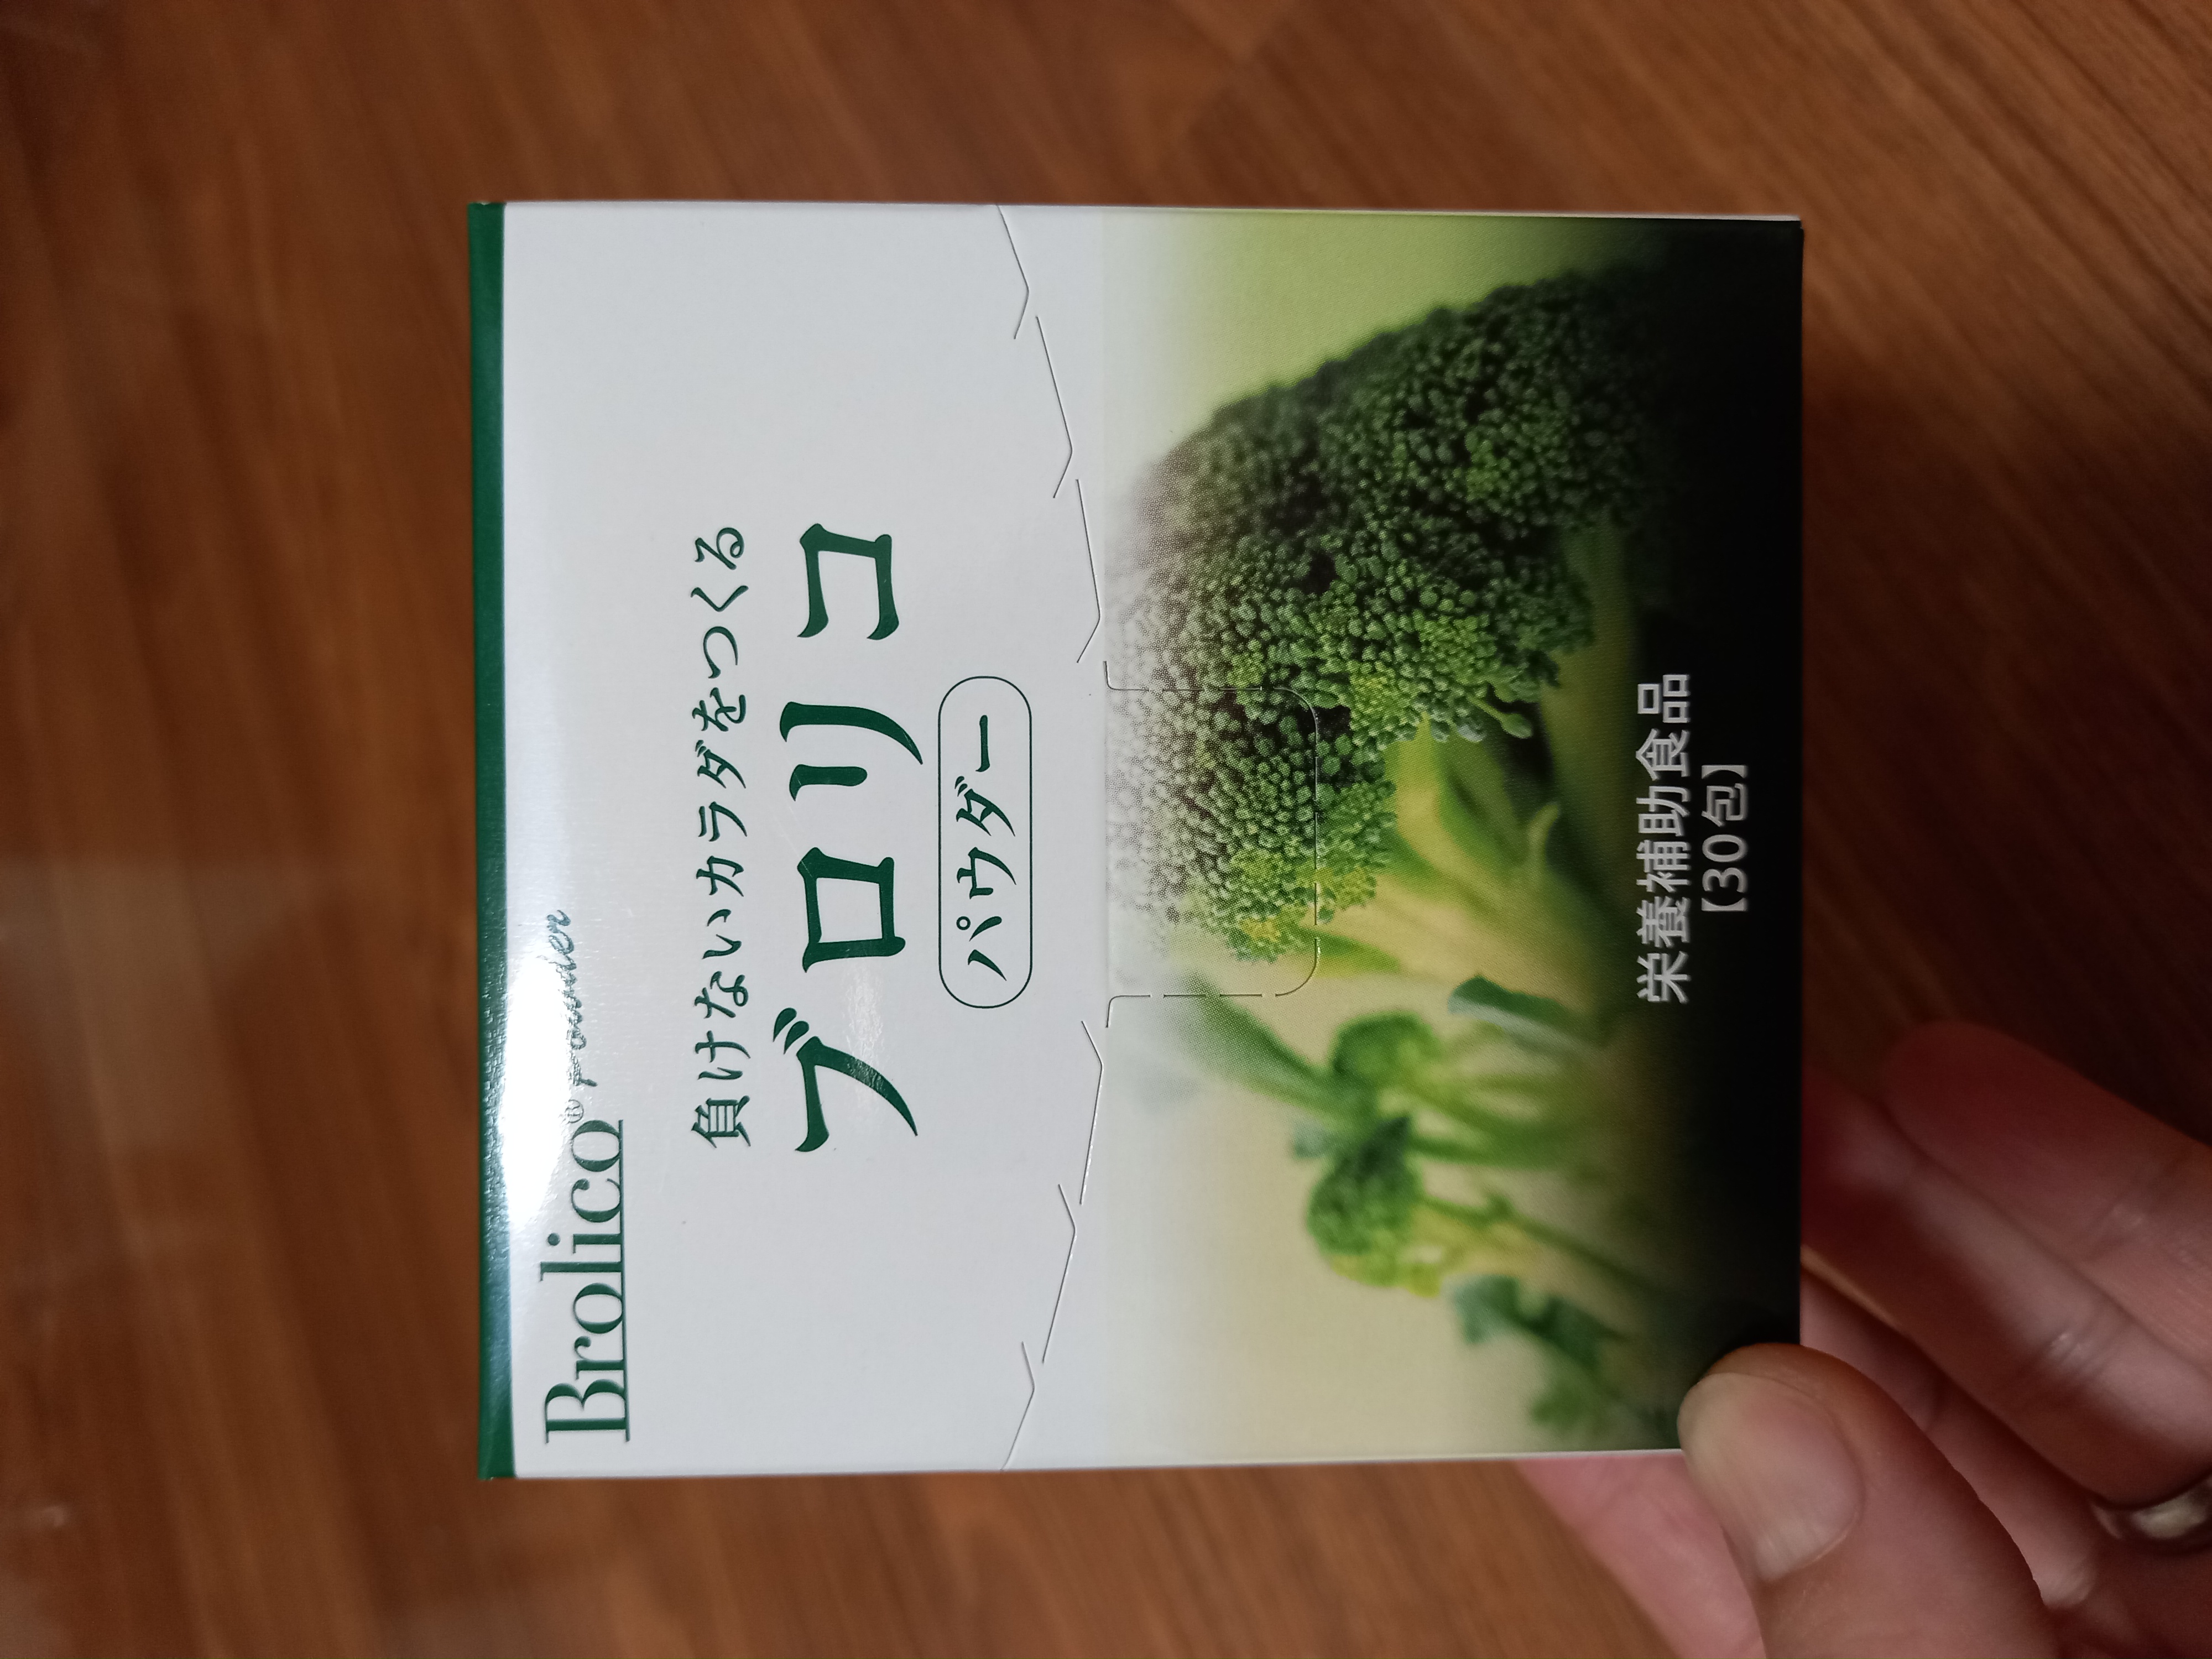 Brolico® powder
負けないカラダをつくる
ブロリコ
パウダー
栄養補助食品
【30包】